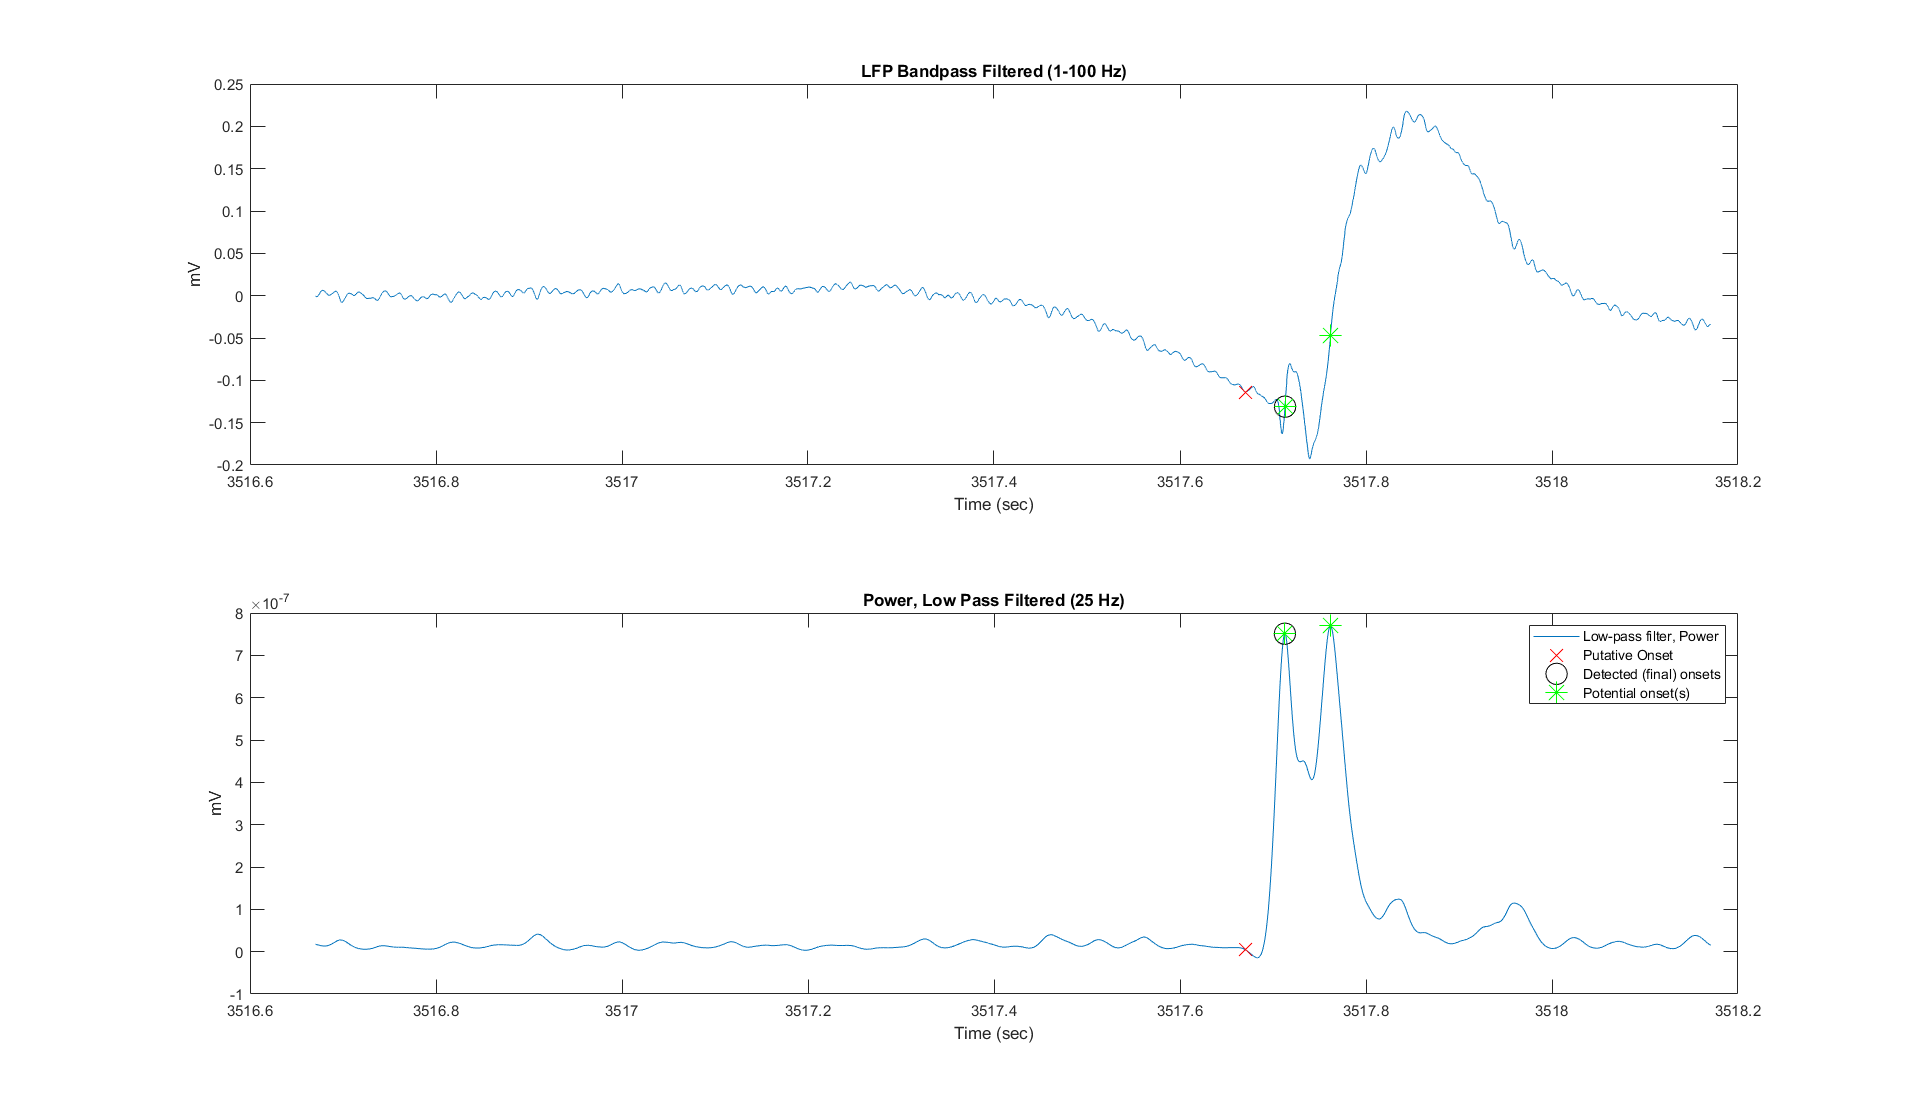 LFP Bandpass Filtered (1-100 Hz)
0.25
0.2
0.15
0.1
0.05
0
-0.05
-0.1
-0.15
-0.2
mV
3516.6 3516.8 3517 3517.2 3517.4 3517.6 3517.8 3518 3518.2
Time (sec)
Power, Low Pass Filtered (25 Hz)
×10-7
8
7
6
5
4
3
2
1
0
-1
mV
Low-pass filter, Power
Putative Onset
Detected (final) onsets
Potential onset(s)
3516.6 3516.8 3517 3517.2 3517.4 3517.6 3517.8 3518 3518.2
Time (sec)